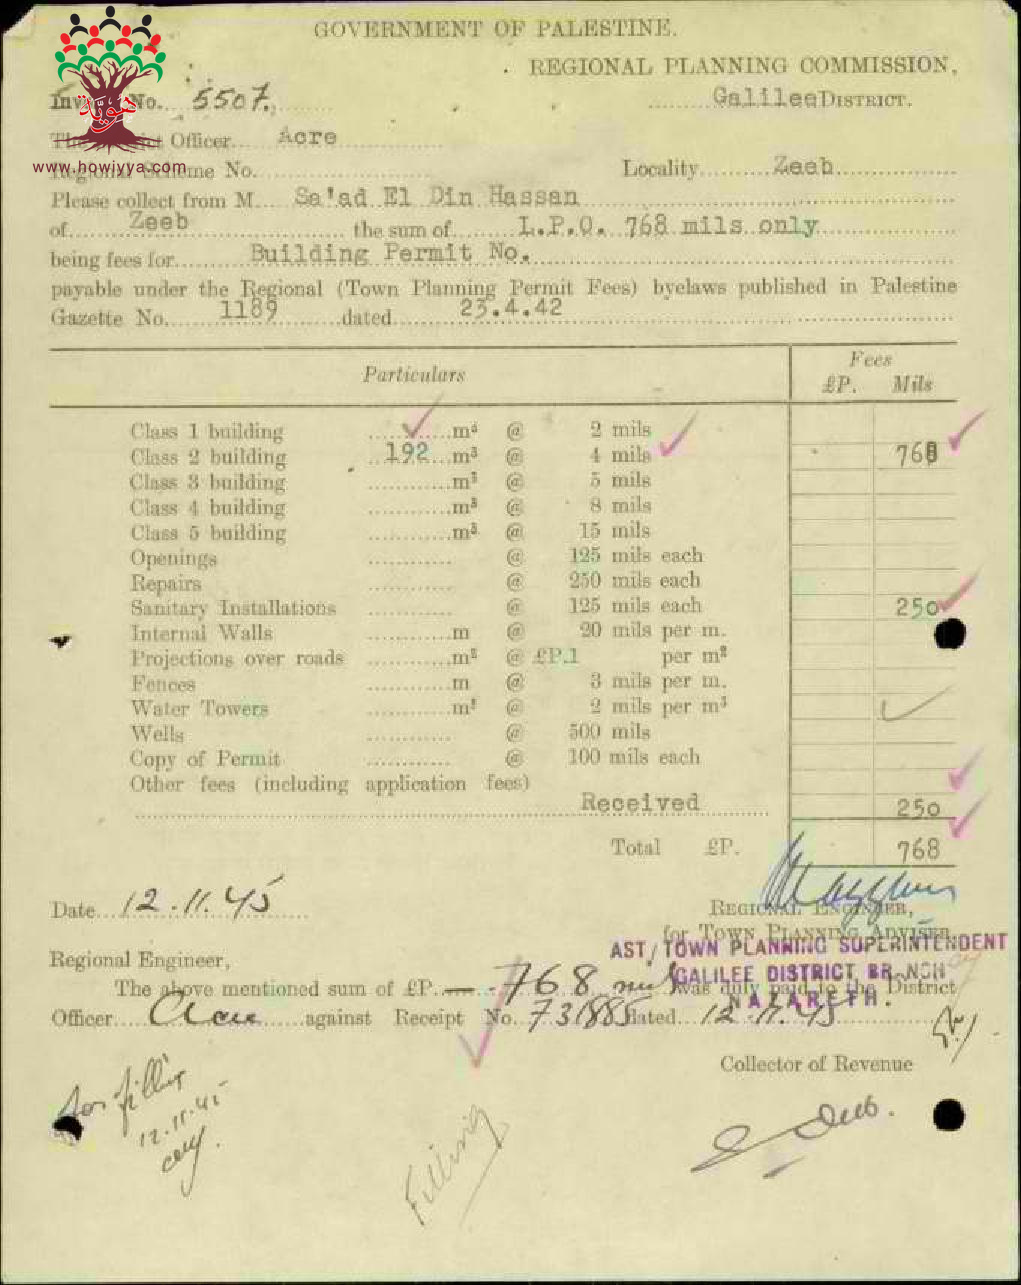 GOVERNMENT OF PALESTINE.
REGIONAL PLANNING COMMISSION,
هوية
www.howiyya.com
No. 5507.
Galilee DISTRICT.
Officer Acre
Regional Scheme No.
Locality Zeeb
Please collect from M Sa'ad El Din Hassan
of Zeeb the sum of L.P.0. 768 mils only
being fees for Building Permit No.
payable under the Regional (Town Planning Permit Fees) byelaws published in Palestine
Gazette No. 1189 dated 23.4.42
Particulars Fees
£P. Mils
Class 1 building m³ @ 2 mils
Class 2 building 192 m³ @ 4 mils 768
Class 3 building m³ @ 5 mils
Class 4 building m³ @ 8 mils
Class 5 building m³ @ 15 mils
Openings @ 125 mils each
Repairs @ 250 mils each
Sanitary Installations @ 125 mils each 250
Internal Walls m @ 20 mils per m.
Projections over roads m² @ £P.1 per m²
Fences m @ 3 mils per m.
Water Towers m³ @ 2 mils per m³
Wells @ 500 mils
Copy of Permit @ 100 mils each
Other fees (including application fees)
Received 250
Total £P. 768
Date 12.11.45
REGIONAL ENGINEER,
for TOWN PLANNING ADVISER.
AST/TOWN PLANNING SUPERINTENDENT
GALILEE DISTRICT BRANCH
NAZARETH.
Regional Engineer,
The above mentioned sum of £P. — 768 mils was duly paid to the District
Officer Acre against Receipt No. 731885 dated 12.11.45
Collector of Revenue
for filling
12.11.45
Filling